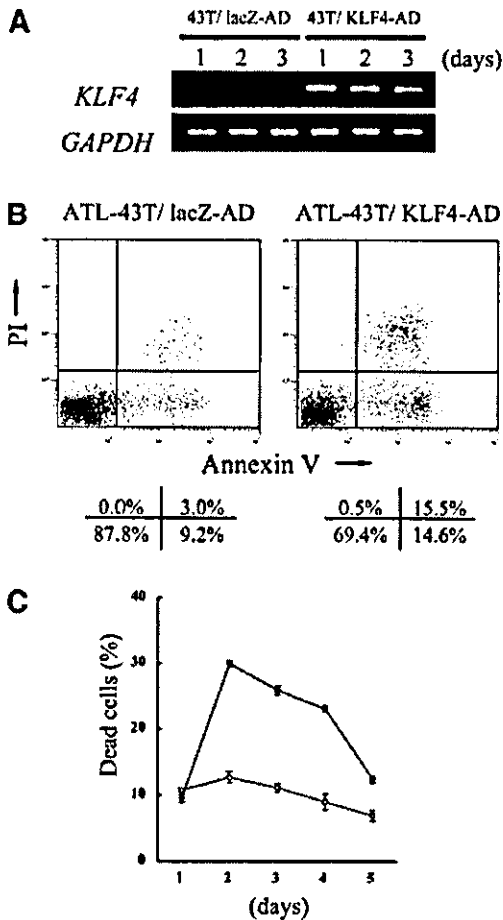 A
43T/ lacZ-AD 43T/ KLF4-AD
1 2 3 1 2 3 (days)
KLF4
GAPDH
B
ATL-43T/ lacZ-AD ATL-43T/ KLF4-AD
PI
Annexin V
0.0% 3.0% 0.5% 15.5%
87.8% 9.2% 69.4% 14.6%
C
Dead cells (%)
40
30
20
10
0
1 2 3 4 5
(days)